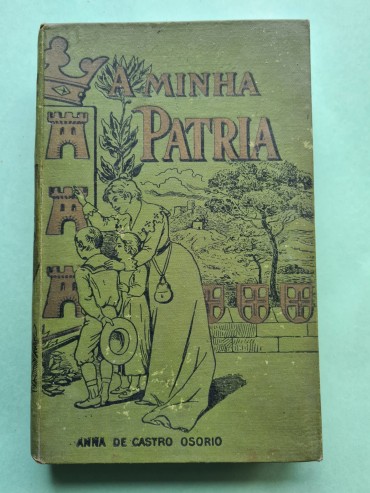 A MINHA
PATRIA
ANNA DE CASTRO OSORIO